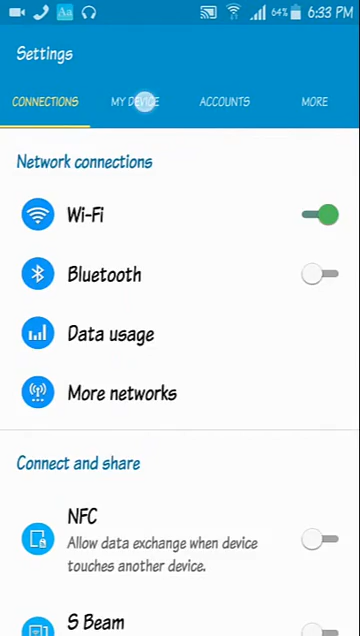 Aa 64% 6:33 PM
Settings
CONNECTIONS MY DEVICE ACCOUNTS MORE
Network connections
Wi-Fi
Bluetooth
Data usage
More networks
Connect and share
NFC
Allow data exchange when device
touches another device.
S Beam